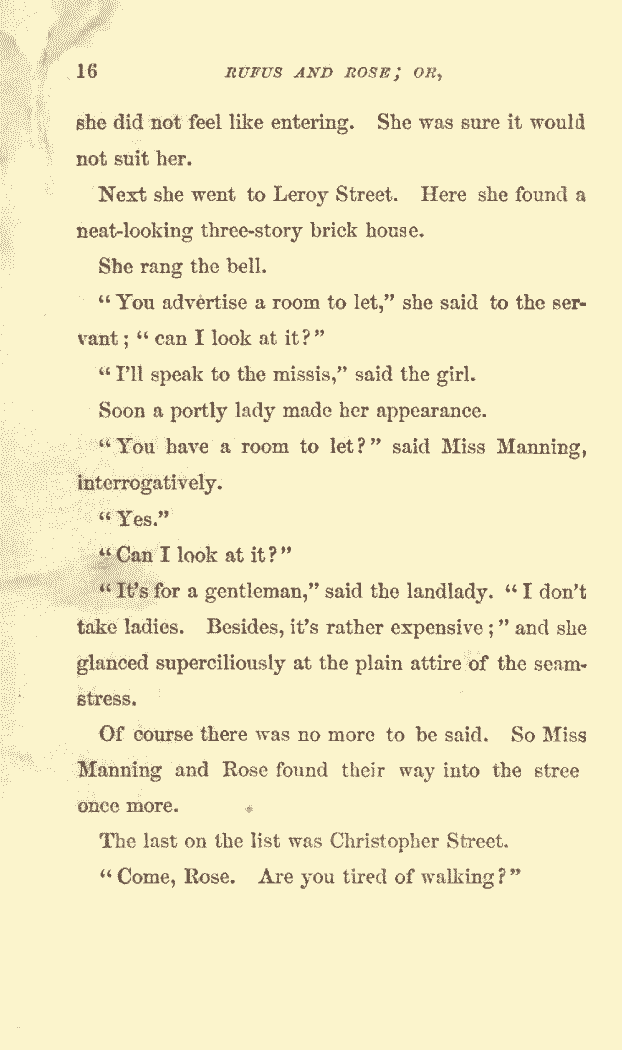 16 RUFUS AND ROSE; OR,
she did not feel like entering. She was sure it would
not suit her.
Next she went to Leroy Street. Here she found a
neat-looking three-story brick house.
She rang the bell.
“ You advertise a room to let,” she said to the ser-
vant ; “ can I look at it ? ”
“ I’ll speak to the missis,” said the girl.
Soon a portly lady made her appearance.
“ You have a room to let ? ” said Miss Manning,
interrogatively.
“ Yes.”
“ Can I look at it ? ”
“ It’s for a gentleman,” said the landlady. “ I don’t
take ladies. Besides, it’s rather expensive ; ” and she
glanced superciliously at the plain attire of the seam-
stress.
Of course there was no more to be said. So Miss
Manning and Rose found their way into the stree
once more.
The last on the list was Christopher Street.
“ Come, Rose. Are you tired of walking ? ”